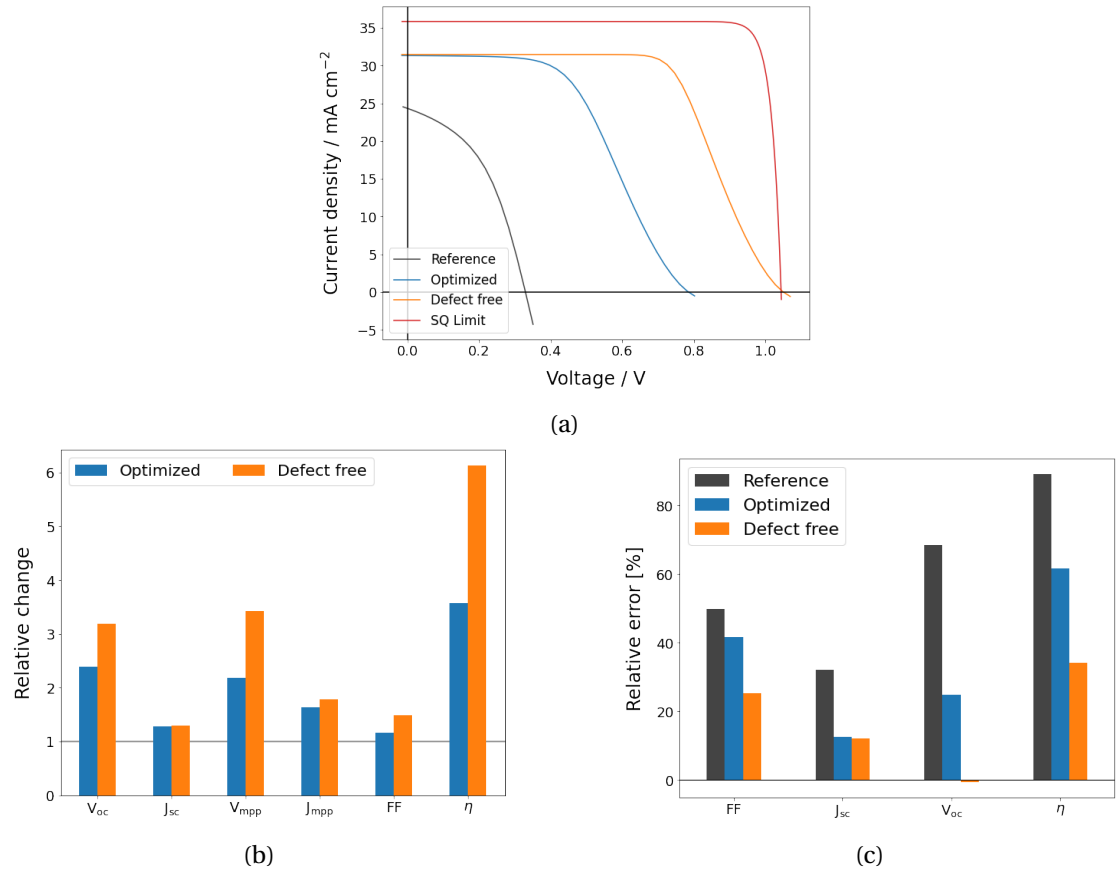 35
30
25
20
15
10
5
0
−5
Current density / mA cm⁻²
Reference
Optimized
Defect free
SQ Limit
0.0 0.2 0.4 0.6 0.8 1.0
Voltage / V
(a)
Optimized Defect free
6
5
4
3
2
1
0
Relative change
V_oc J_sc V_mpp J_mpp FF η
(b)
Reference
Optimized
Defect free
80
60
40
20
0
Relative error [%]
FF J_sc V_oc η
(c)